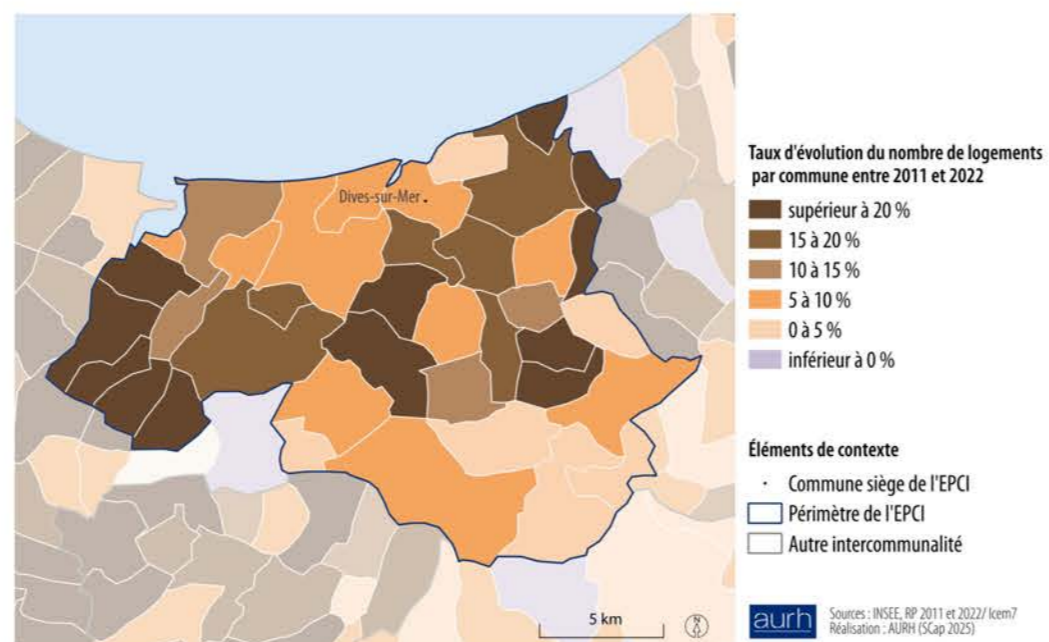 Dives-sur-Mer
5 km
N
Taux d'évolution du nombre de logements
par commune entre 2011 et 2022
supérieur à 20 %
15 à 20 %
10 à 15 %
5 à 10 %
0 à 5 %
inférieur à 0 %
Éléments de contexte
Commune siège de l'EPCI
Périmètre de l'EPCI
Autre intercommunalité
aurh
Sources : INSEE, RP 2011 et 2022/ lcem7
Réalisation : AURH (SCap 2025)